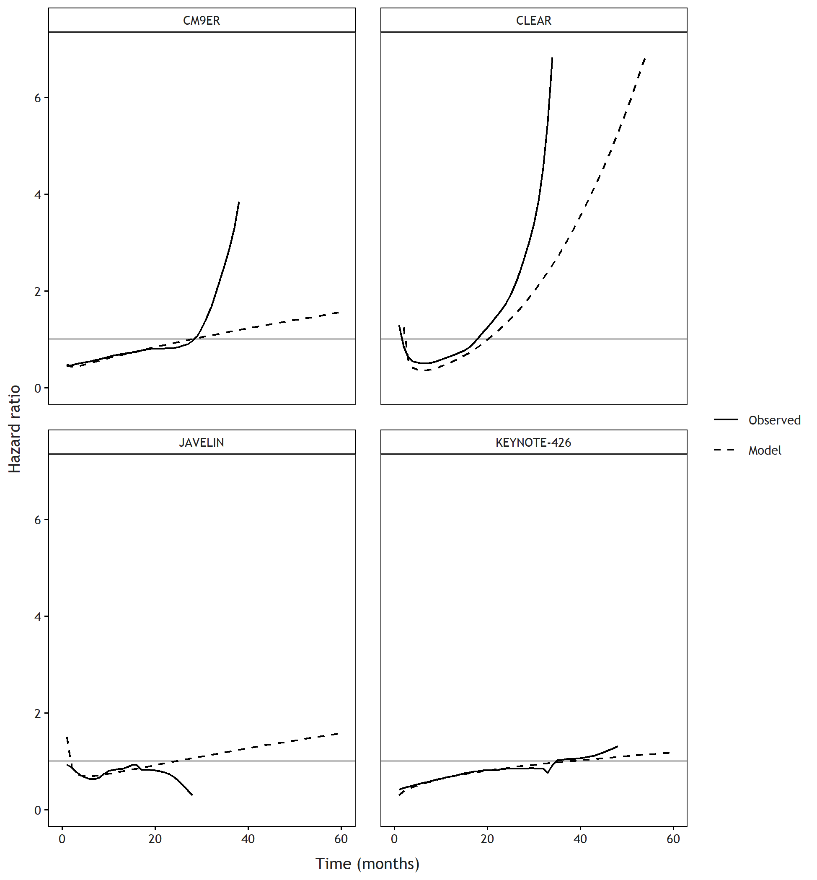 CM9ER
CLEAR
6
4
2
0
Hazard ratio
JAVELIN
KEYNOTE-426
Observed
Model
6
4
2
0
0
20
40
60
0
20
40
60
Time (months)